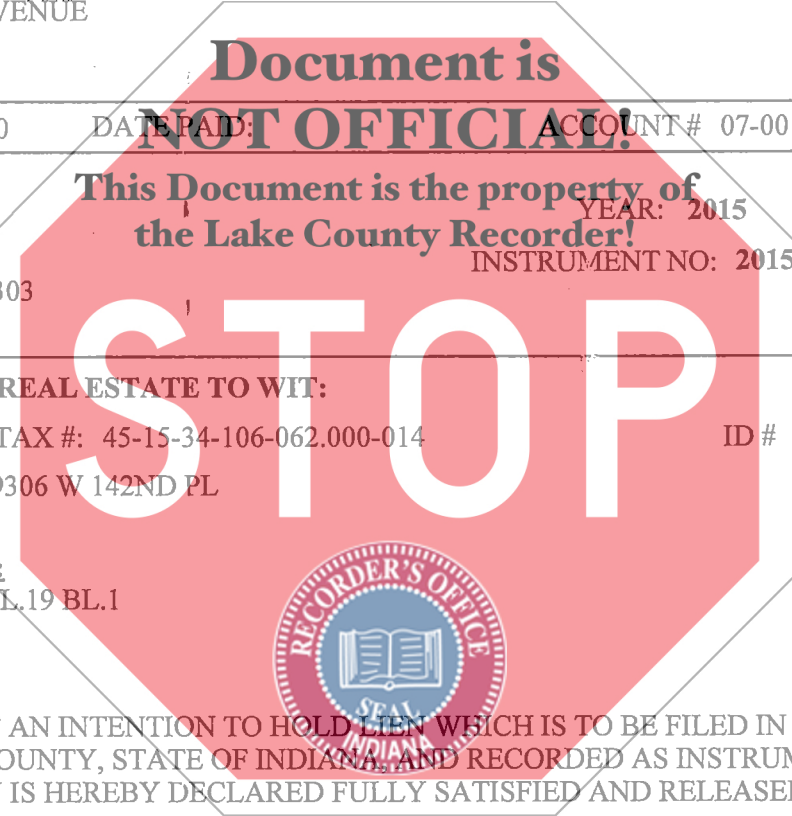 VENUE
Document is
NOT OFFICIAL!
0 DATE PAID: ACCOUNT # 07-00
This Document is the property of
YEAR: 2015
the Lake County Recorder!
INSTRUMENT NO: 2015
303
STOP
REAL ESTATE TO WIT:
TAX #: 45-15-34-106-062.000-014 ID #
9306 W 142ND PL
L.19 BL.1
RECORDER'S OFFICE
SEAL
INDIANA
AN INTENTION TO HOLD LIEN WHICH IS TO BE FILED IN
OUNTY, STATE OF INDIANA, AND RECORDED AS INSTRUM
IS HEREBY DECLARED FULLY SATISFIED AND RELEASED